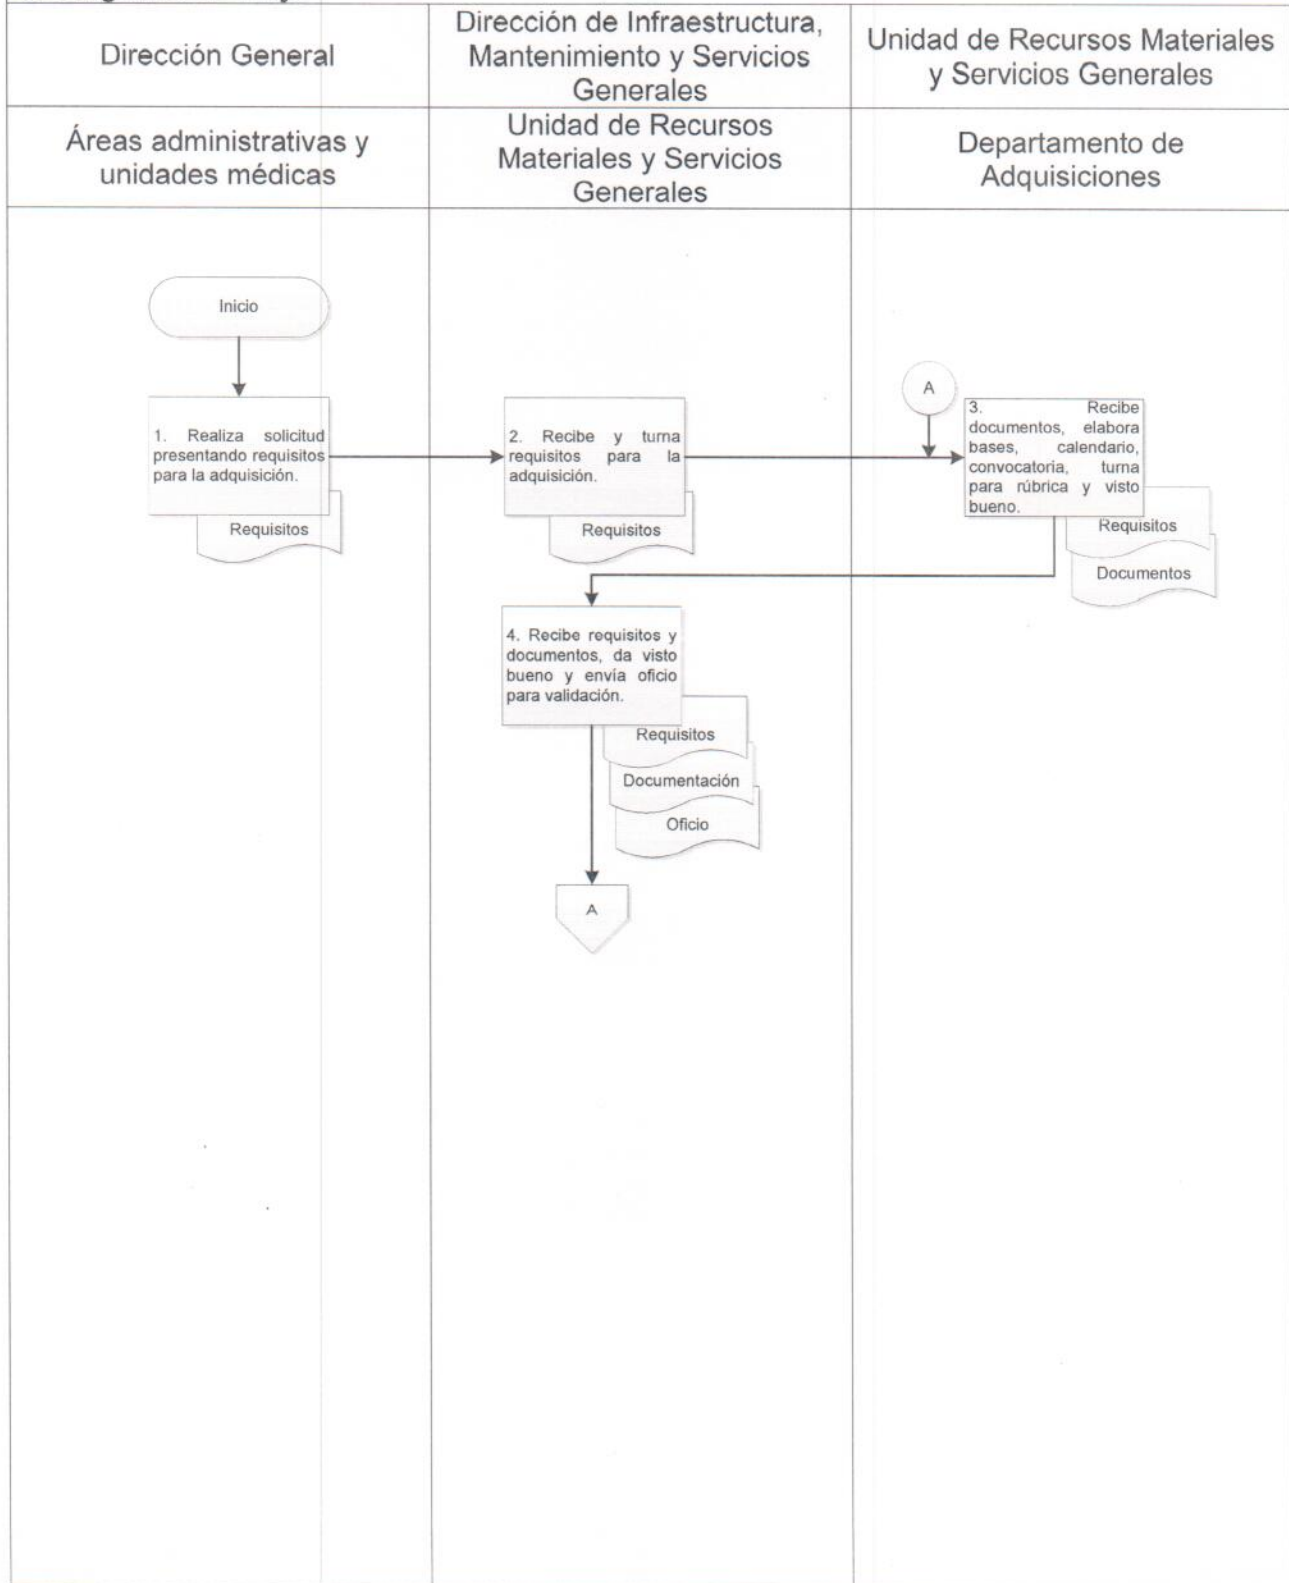 Dirección General
Dirección de Infraestructura,
Mantenimiento y Servicios
Generales
Unidad de Recursos Materiales
y Servicios Generales
Áreas administrativas y
unidades médicas
Unidad de Recursos
Materiales y Servicios
Generales
Departamento de
Adquisiciones
Inicio
1. Realiza solicitud
presentando requisitos
para la adquisición.
Requisitos
2. Recibe y turna
requisitos para la
adquisición.
Requisitos
A
3. Recibe
documentos, elabora
bases, calendario,
convocatoria, turna
para rúbrica y visto
bueno.
Requisitos
Documentos
4. Recibe requisitos y
documentos, da visto
bueno y envía oficio
para validación.
Requisitos
Documentación
Oficio
A